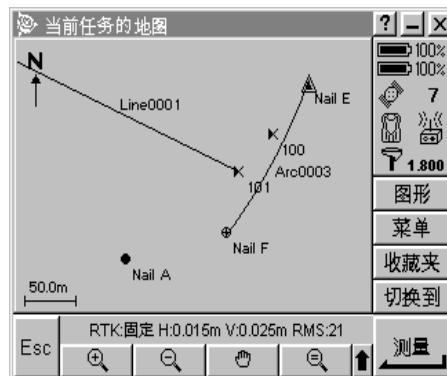 当前任务的地图
?
100%
100%
N
Line0001
Nail E
7
100
Arc0003
1.800
101
图形
Nail F
菜单
Nail A
收藏夹
50.0m
切换到
Esc
RTK:固定 H:0.015m V:0.025m RMS:21
测量